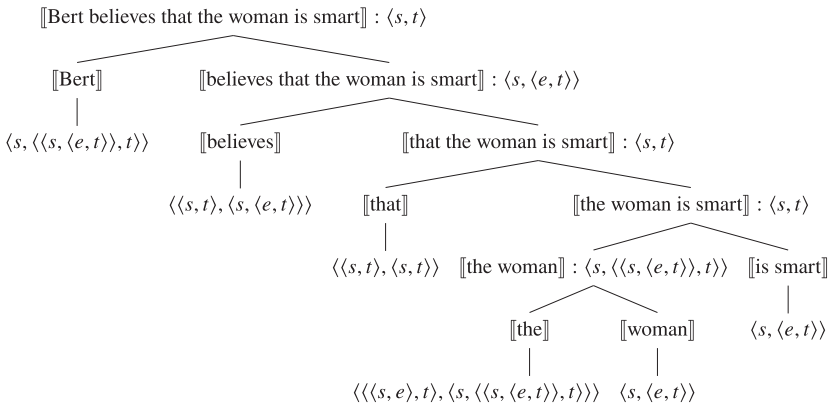 ⟦Bert believes that the woman is smart⟧ : ⟨s, t⟩
⟦Bert⟧ ⟦believes that the woman is smart⟧ : ⟨s, ⟨e, t⟩⟩
⟨s, ⟨⟨s, ⟨e, t⟩⟩, t⟩⟩ ⟦believes⟧ ⟦that the woman is smart⟧ : ⟨s, t⟩
⟨⟨s, t⟩, ⟨s, ⟨e, t⟩⟩⟩ ⟦that⟧ ⟦the woman is smart⟧ : ⟨s, t⟩
⟨⟨s, t⟩, ⟨s, t⟩⟩ ⟦the woman⟧ : ⟨s, ⟨⟨s, ⟨e, t⟩⟩, t⟩⟩ ⟦is smart⟧
⟦the⟧ ⟦woman⟧ ⟨s, ⟨e, t⟩⟩
⟨⟨⟨s, e⟩, t⟩, ⟨s, ⟨⟨s, ⟨e, t⟩⟩, t⟩⟩⟩ ⟨s, ⟨e, t⟩⟩